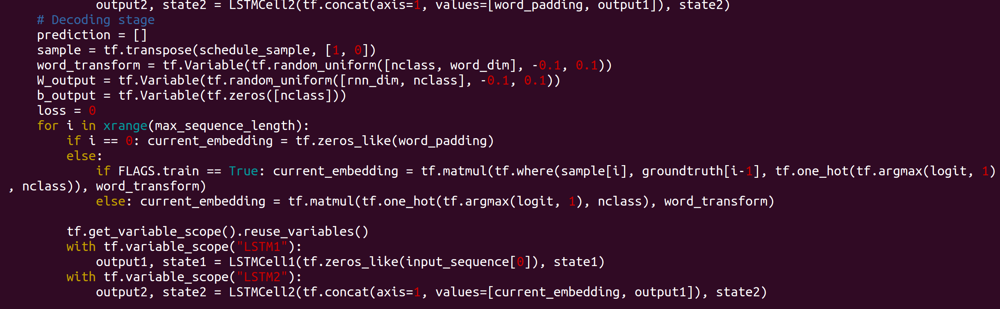 output2, state2 = LSTMCell2(tf.concat(axis=1, values=[word_padding, output1]), state2)
    # Decoding stage
    prediction = []
    sample = tf.transpose(schedule_sample, [1, 0])
    word_transform = tf.Variable(tf.random_uniform([nclass, word_dim], -0.1, 0.1))
    W_output = tf.Variable(tf.random_uniform([rnn_dim, nclass], -0.1, 0.1))
    b_output = tf.Variable(tf.zeros([nclass]))
    loss = 0
    for i in xrange(max_sequence_length):
        if i == 0: current_embedding = tf.zeros_like(word_padding)
        else:
            if FLAGS.train == True: current_embedding = tf.matmul(tf.where(sample[i], groundtruth[i-1], tf.one_hot(tf.argmax(logit, 1)
, nclass)), word_transform)
            else: current_embedding = tf.matmul(tf.one_hot(tf.argmax(logit, 1), nclass), word_transform)

        tf.get_variable_scope().reuse_variables()
        with tf.variable_scope("LSTM1"):
            output1, state1 = LSTMCell1(tf.zeros_like(input_sequence[0]), state1)
        with tf.variable_scope("LSTM2"):
            output2, state2 = LSTMCell2(tf.concat(axis=1, values=[current_embedding, output1]), state2)